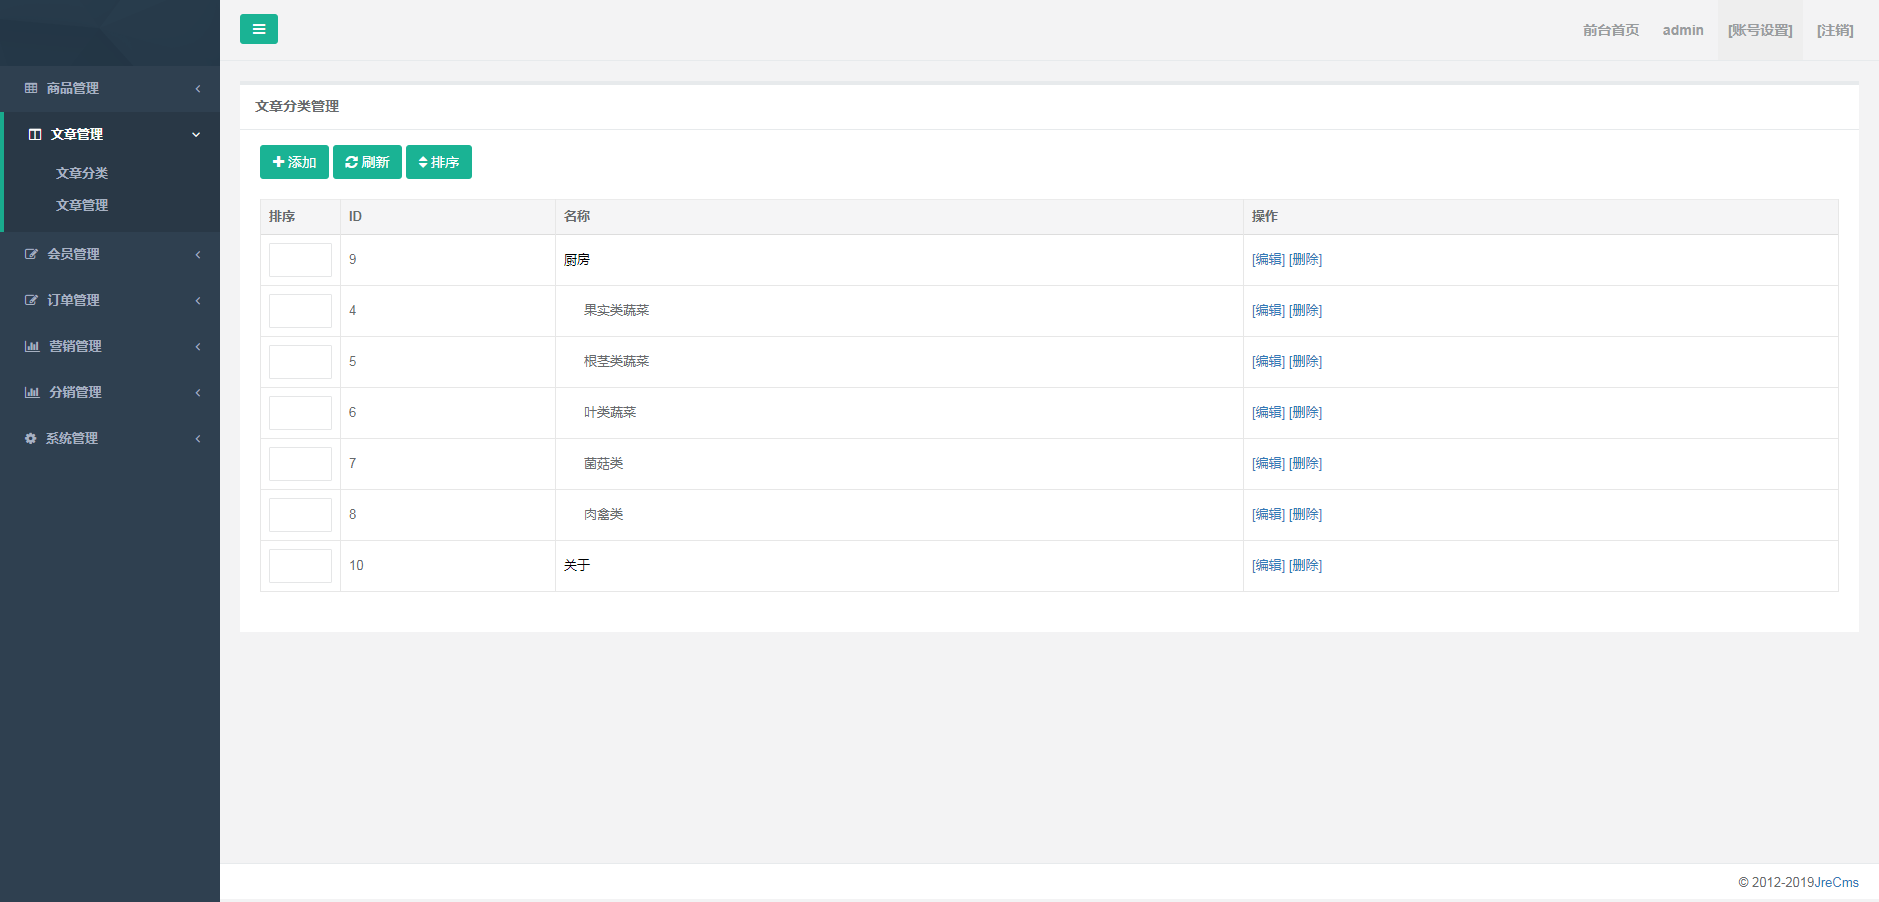 前台首页 admin [账号设置] [注销]
商品管理
文章管理
文章分类
文章管理
会员管理
订单管理
营销管理
分销管理
系统管理
文章分类管理
添加 刷新 排序
排序 ID 名称 操作
9 厨房 [编辑] [删除]
4 果实类蔬菜 [编辑] [删除]
5 根茎类蔬菜 [编辑] [删除]
6 叶类蔬菜 [编辑] [删除]
7 菌菇类 [编辑] [删除]
8 肉禽类 [编辑] [删除]
10 关于 [编辑] [删除]
© 2012-2019JreCms